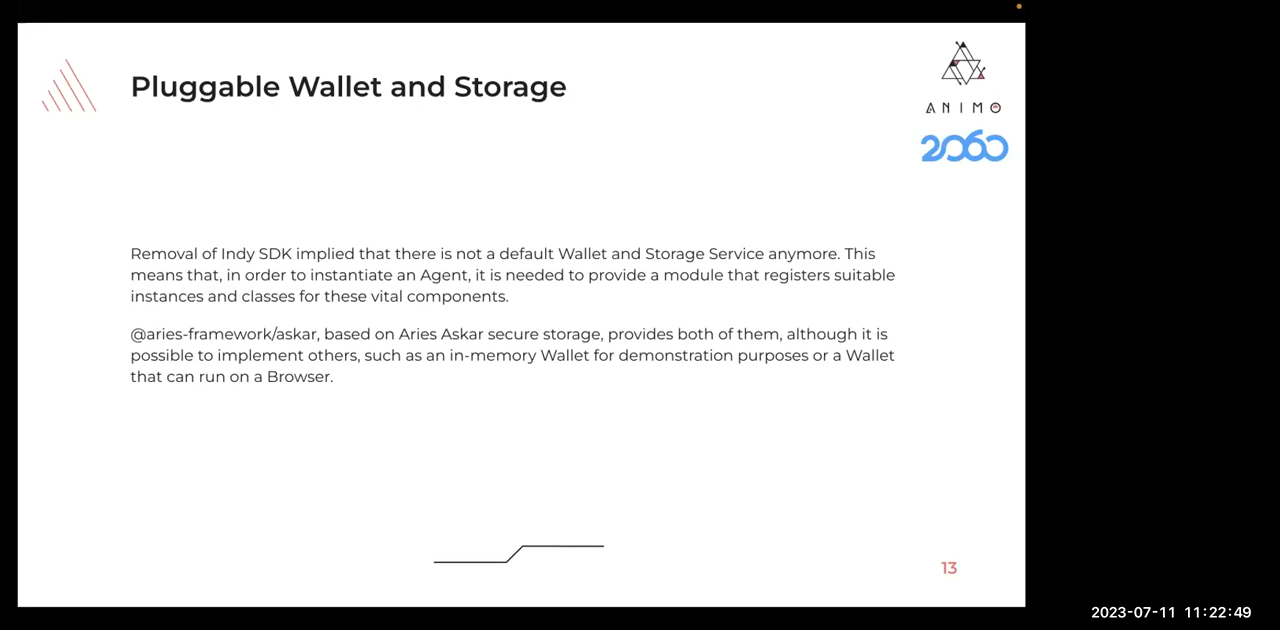 Pluggable Wallet and Storage
ANIMO
2060
Removal of Indy SDK implied that there is not a default Wallet and Storage Service anymore. This
means that, in order to instantiate an Agent, it is needed to provide a module that registers suitable
instances and classes for these vital components.
@aries-framework/askar, based on Aries Askar secure storage, provides both of them, although it is
possible to implement others, such as an in-memory Wallet for demonstration purposes or a Wallet
that can run on a Browser.
13
2023-07-11 11:22:49